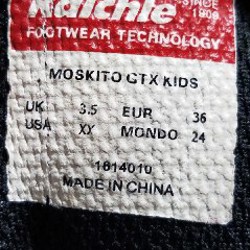 Raichle
SINCE
1909
FOOTWEAR TECHNOLOGY
MOSKITO GTX KIDS
UK 3.5 EUR 36
USA XX MONDO 24
1814010
MADE IN CHINA